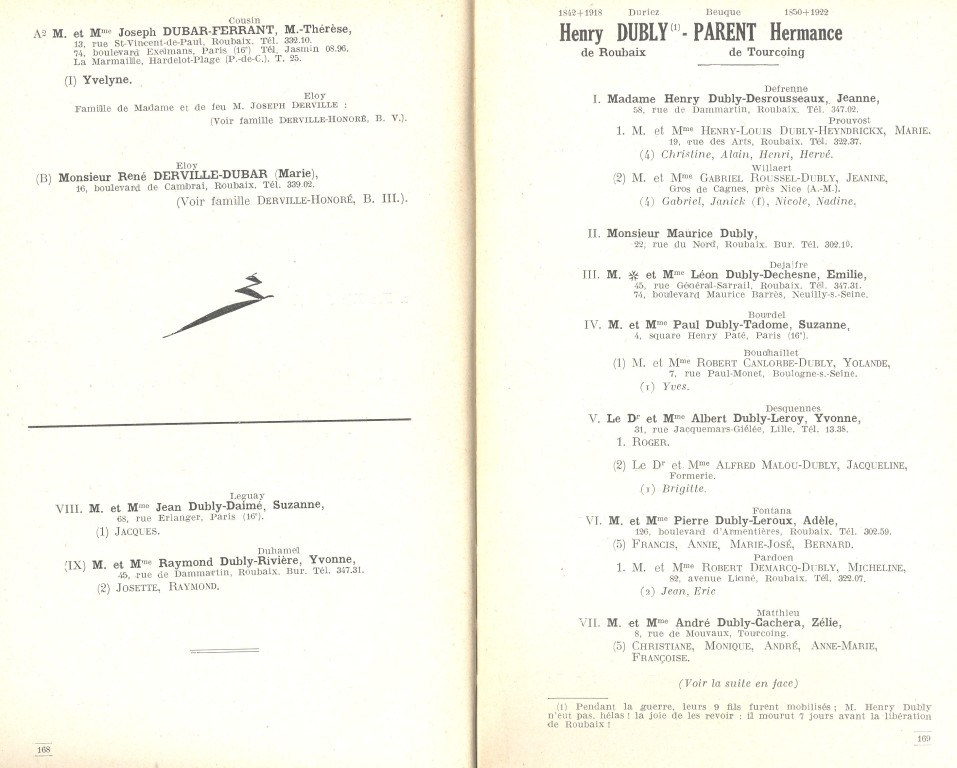 Cousin
A² M. et Mᵐᵉ Joseph DUBAR-FERRANT, M.-Thérèse,
13, rue St-Vincent-de-Paul, Roubaix. Tél. 332.10.
74, boulevard Exelmans, Paris (16ᵉ) Tél. Jasmin 08.96.
La Marmaille, Hardelot-Plage (P.-de-C.), T. 25.
(I) Yvelyne.
Eloy
Famille de Madame et de feu M. JOSEPH DERVILLE :
(Voir famille DERVILLE-HONORÉ, B. V.).
Eloy
(B) Monsieur René DERVILLE-DUBAR (Marie),
16, boulevard de Cambrai, Roubaix. Tél. 339.02.
(Voir famille DERVILLE-HONORÉ, B. III.).
Leguay
VIII. M. et Mᵐᵉ Jean Dubly-Daimé, Suzanne,
68, rue Erlanger, Paris (16ᵉ).
(1) JACQUES.
Duhamel
(IX) M. et Mᵐᵉ Raymond Dubly-Rivière, Yvonne,
45, rue de Dammartin, Roubaix. Bur. Tél. 347.31.
(2) JOSETTE, RAYMOND.
168
1842+1918 Duriez Beuque 1850+1922
Henry DUBLY⁽¹⁾ - PARENT Hermance
de Roubaix de Tourcoing
Defrenne
I. Madame Henry Dubly-Desrousseaux, Jeanne,
58, rue de Dammartin, Roubaix. Tél. 347.02.
Prouvost
1. M. et Mᵐᵉ HENRY-LOUIS DUBLY-HEYNDRICKX, MARIE.
19, rue des Arts, Roubaix. Tél. 322.37.
(4) Christine, Alain, Henri, Hervé.
Willaert
(2) M. et Mᵐᵉ GABRIEL ROUSSEL-DUBLY, JEANINE,
Gros de Cagnes, près Nice (A.-M.).
(4) Gabriel, Janick (f), Nicole, Nadine.
II. Monsieur Maurice Dubly,
22, rue du Nord, Roubaix. Bur. Tél. 302.10.
Dejaifre
III. M. ✲ et Mᵐᵉ Léon Dubly-Dechesne, Emilie,
45, rue Général-Sarrail, Roubaix. Tél. 347.31.
74, boulevard Maurice Barrès, Neuilly-s.-Seine.
Bourdel
IV. M. et Mᵐᵉ Paul Dubly-Tadome, Suzanne,
4, square Henry Paté, Paris (16ᵉ).
Bouchaillet
(1) M. et Mᵐᵉ ROBERT CANLORBE-DUBLY, YOLANDE,
7, rue Paul-Monet, Boulogne-s.-Seine.
(1) Yves.
Desquennes
V. Le Dʳ et Mᵐᵉ Albert Dubly-Leroy, Yvonne,
31, rue Jacquemars-Giélée, Lille. Tél. 13.38.
1. ROGER.
(2) Le Dʳ et Mᵐᵉ ALFRED MALOU-DUBLY, JACQUELINE,
Formerie.
(1) Brigitte.
Fontana
VI. M. et Mᵐᵉ Pierre Dubly-Leroux, Adèle,
126, boulevard d'Armentières, Roubaix. Tél. 302.59.
(5) FRANCIS, ANNIE, MARIE-JOSÉ, BERNARD.
Pardoen
1. M. et Mᵐᵉ ROBERT DEMARCQ-DUBLY, MICHELINE,
82, avenue Linné, Roubaix. Tél. 322.07.
(2) Jean, Eric
Matthieu
VII. M. et Mᵐᵉ André Dubly-Cachera, Zélie,
8, rue de Mouvaux, Tourcoing.
(5) CHRISTIANE, MONIQUE, ANDRÉ, ANNE-MARIE,
FRANÇOISE.
(Voir la suite en face)
(1) Pendant la guerre, leurs 9 fils furent mobilisés ; M. Henry Dubly
n'eut pas, hélas ! la joie de les revoir : il mourut 7 jours avant la libération
de Roubaix !
169